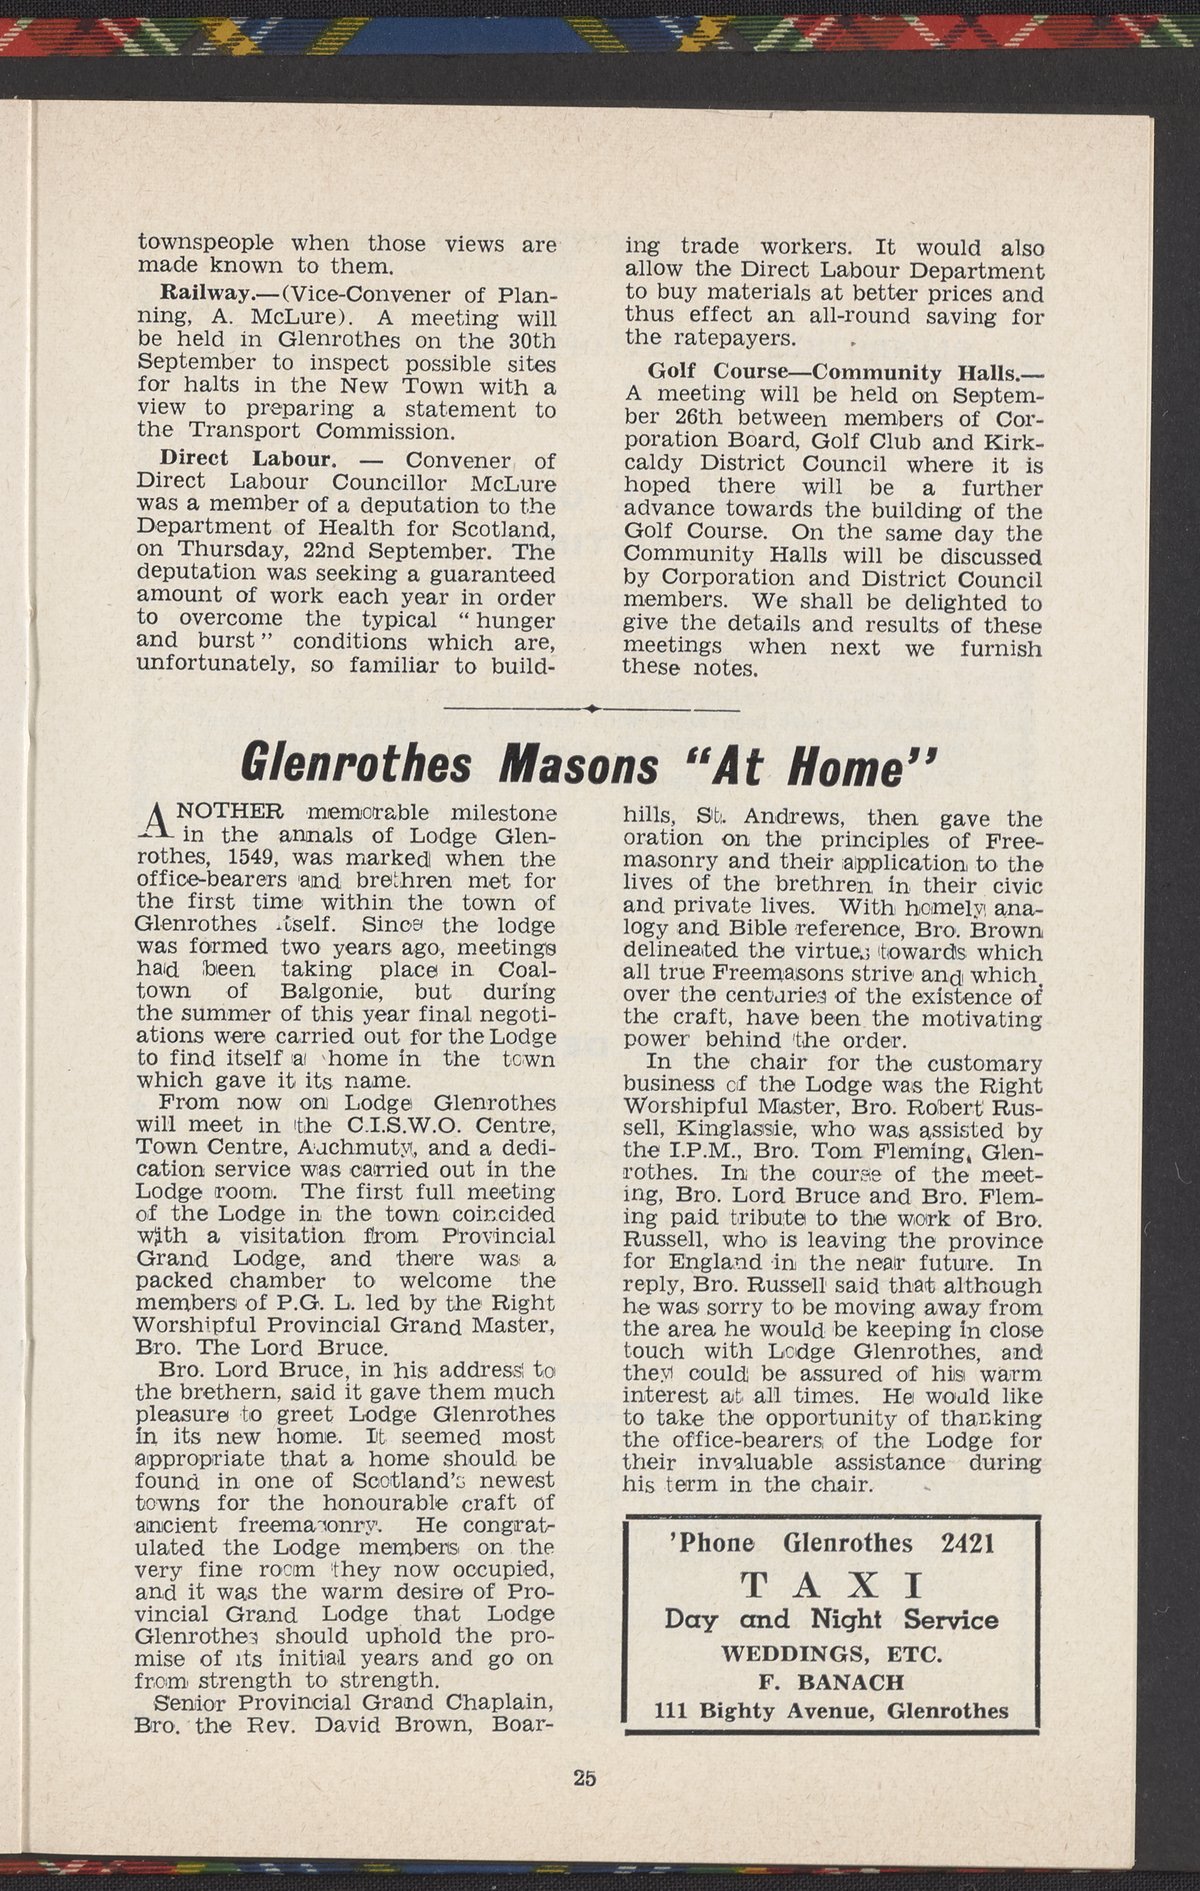 townspeople when those views are
made known to them.
Railway.—(Vice-Convener of Plan-
ning, A. McLure). A meeting will
be held in Glenrothes on the 30th
September to inspect possible sites
for halts in the New Town with a
view to preparing a statement to
the Transport Commission.
Direct Labour. — Convener of
Direct Labour Councillor McLure
was a member of a deputation to the
Department of Health for Scotland,
on Thursday, 22nd September. The
deputation was seeking a guaranteed
amount of work each year in order
to overcome the typical "hunger
and burst" conditions which are,
unfortunately, so familiar to build-
ing trade workers. It would also
allow the Direct Labour Department
to buy materials at better prices and
thus effect an all-round saving for
the ratepayers.
Golf Course—Community Halls.—
A meeting will be held on Septem-
ber 26th between members of Cor-
poration Board, Golf Club and Kirk-
caldy District Council where it is
hoped there will be a further
advance towards the building of the
Golf Course. On the same day the
Community Halls will be discussed
by Corporation and District Council
members. We shall be delighted to
give the details and results of these
meetings when next we furnish
these notes.
Glenrothes Masons "At Home"
ANOTHER memorable milestone
in the annals of Lodge Glen-
rothes, 1549, was marked when the
office-bearers and brethren met for
the first time within the town of
Glenrothes itself. Since the lodge
was formed two years ago, meetings
had been taking place in Coal-
town of Balgonie, but during
the summer of this year final negoti-
ations were carried out for the Lodge
to find itself a home in the town
which gave it its name.
From now on Lodge Glenrothes
will meet in the C.I.S.W.O. Centre,
Town Centre, Auchmuty, and a dedi-
cation service was carried out in the
Lodge room. The first full meeting
of the Lodge in the town coincided
with a visitation from Provincial
Grand Lodge, and there was a
packed chamber to welcome the
members of P.G. L. led by the Right
Worshipful Provincial Grand Master,
Bro. The Lord Bruce.
Bro. Lord Bruce, in his address to
the brethern, said it gave them much
pleasure to greet Lodge Glenrothes
in its new home. It seemed most
appropriate that a home should be
found in one of Scotland's newest
towns for the honourable craft of
ancient freemasonry. He congrat-
ulated the Lodge members on the
very fine room they now occupied,
and it was the warm desire of Pro-
vincial Grand Lodge that Lodge
Glenrothes should uphold the pro-
mise of its initial years and go on
from strength to strength.
Senior Provincial Grand Chaplain,
Bro. the Rev. David Brown, Boar-
hills, St. Andrews, then gave the
oration on the principles of Free-
masonry and their application to the
lives of the brethren in their civic
and private lives. With homely ana-
logy and Bible reference, Bro. Brown
delineated the virtues towards which
all true Freemasons strive and which,
over the centuries of the existence of
the craft, have been the motivating
power behind the order.
In the chair for the customary
business of the Lodge was the Right
Worshipful Master, Bro. Robert Rus-
sell, Kinglassie, who was assisted by
the I.P.M., Bro. Tom Fleming, Glen-
rothes. In the course of the meet-
ing, Bro. Lord Bruce and Bro. Flem-
ing paid tribute to the work of Bro.
Russell, who is leaving the province
for England in the near future. In
reply, Bro. Russell said that although
he was sorry to be moving away from
the area he would be keeping in close
touch with Lodge Glenrothes, and
they could be assured of his warm
interest at all times. He would like
to take the opportunity of thanking
the office-bearers of the Lodge for
their invaluable assistance during
his term in the chair.
'Phone Glenrothes 2421
TAXI
Day and Night Service
WEDDINGS, ETC.
F. BANACH
111 Bighty Avenue, Glenrothes
25